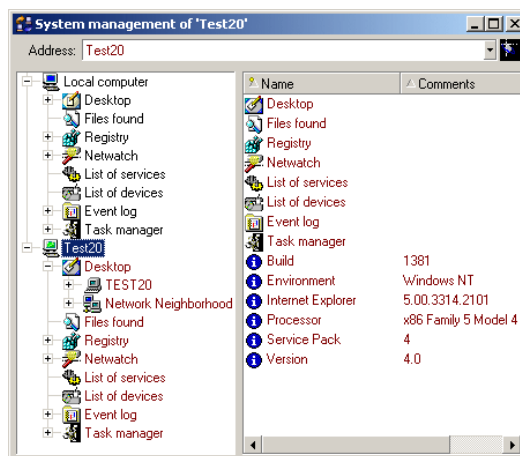 System management of 'Test20'
Address: Test20
Local computer
Desktop
Files found
Registry
Netwatch
List of services
List of devices
Event log
Task manager
Test20
Desktop
TEST20
Network Neighborhood
Files found
Registry
Netwatch
List of services
List of devices
Event log
Task manager
Name Comments
Desktop
Files found
Registry
Netwatch
List of services
List of devices
Event log
Task manager
Build 1381
Environment Windows NT
Internet Explorer 5.00.3314.2101
Processor x86 Family 5 Model 4
Service Pack 4
Version 4.0